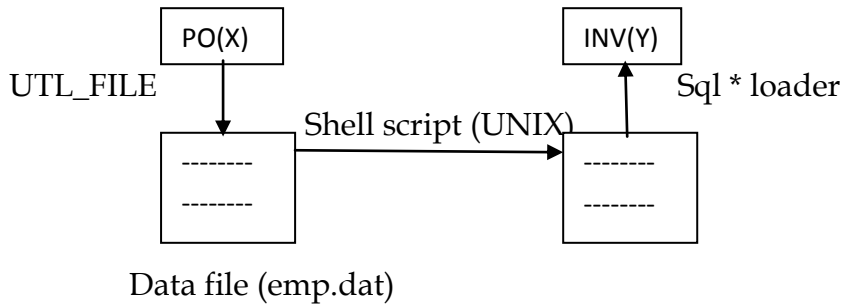 PO(X)
INV(Y)
UTL_FILE
Sql * loader
Shell script (UNIX)
--------
--------
--------
--------
Data file (emp.dat)